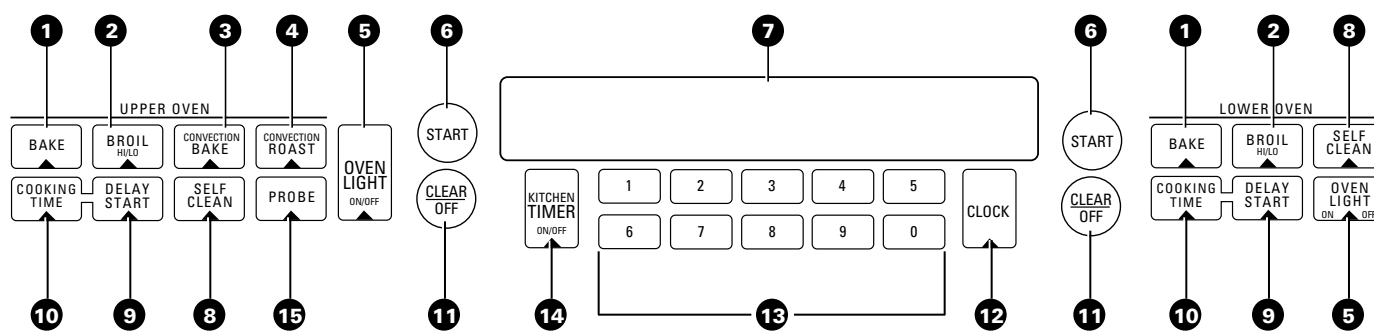 1 2 3 4 5 6 7 6 1 2 8
UPPER OVEN
LOWER OVEN
BAKE
BROIL
HI/LO
CONVECTION
BAKE
CONVECTION
ROAST
OVEN
LIGHT
ON/OFF
START
COOKING
TIME
DELAY
START
SELF
CLEAN
PROBE
CLEAR
OFF
KITCHEN
TIMER
ON/OFF
1 2 3 4 5
6 7 8 9 0
CLOCK
START
CLEAR
OFF
BAKE
BROIL
HI/LO
SELF
CLEAN
COOKING
TIME
DELAY
START
OVEN
LIGHT
ON OFF
10 9 8 15 11 14 13 12 11 10 9 5